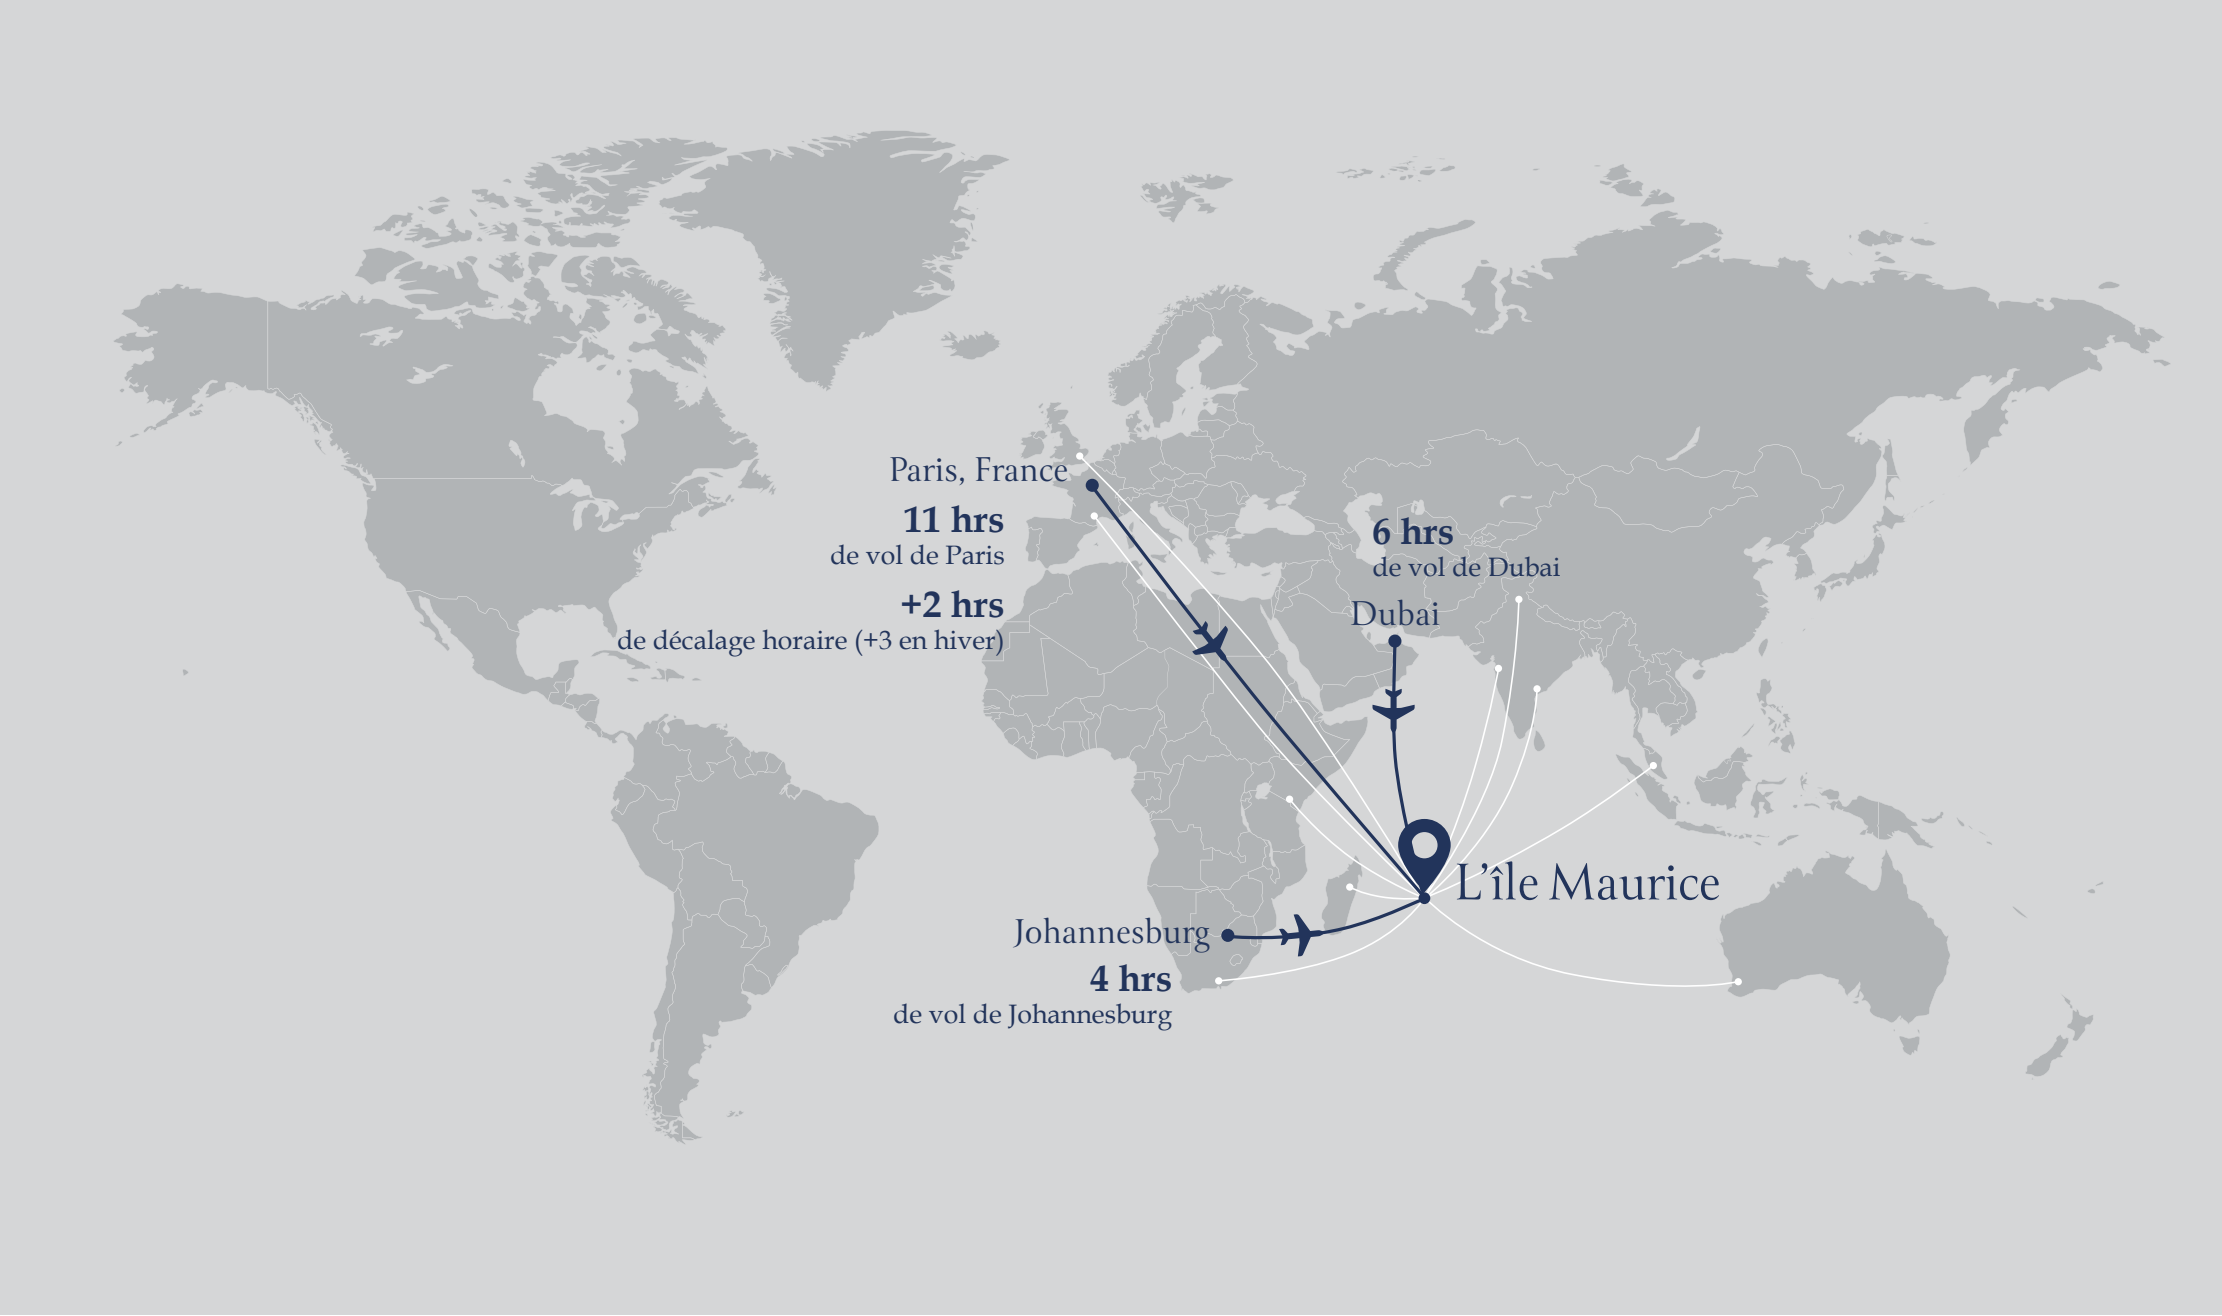 Paris, France
11 hrs
de vol de Paris
+2 hrs
de décalage horaire (+3 en hiver)
6 hrs
de vol de Dubai
Dubai
L’île Maurice
Johannesburg
4 hrs
de vol de Johannesburg